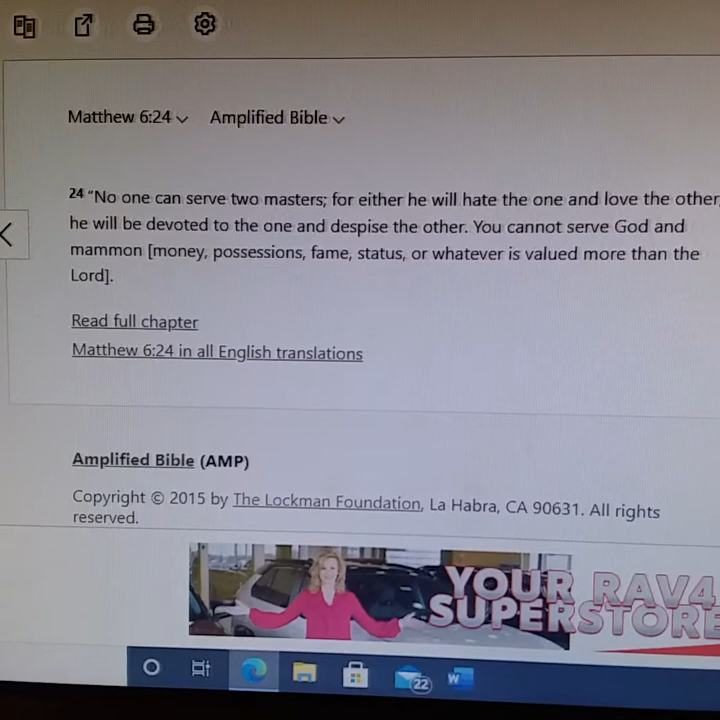 Matthew 6:24 Amplified Bible
24 “No one can serve two masters; for either he will hate the one and love the other,
he will be devoted to the one and despise the other. You cannot serve God and
mammon [money, possessions, fame, status, or whatever is valued more than the
Lord].
Read full chapter
Matthew 6:24 in all English translations
Amplified Bible (AMP)
Copyright © 2015 by The Lockman Foundation, La Habra, CA 90631. All rights
reserved.
YOUR RAV4
SUPERSTORE
22
W